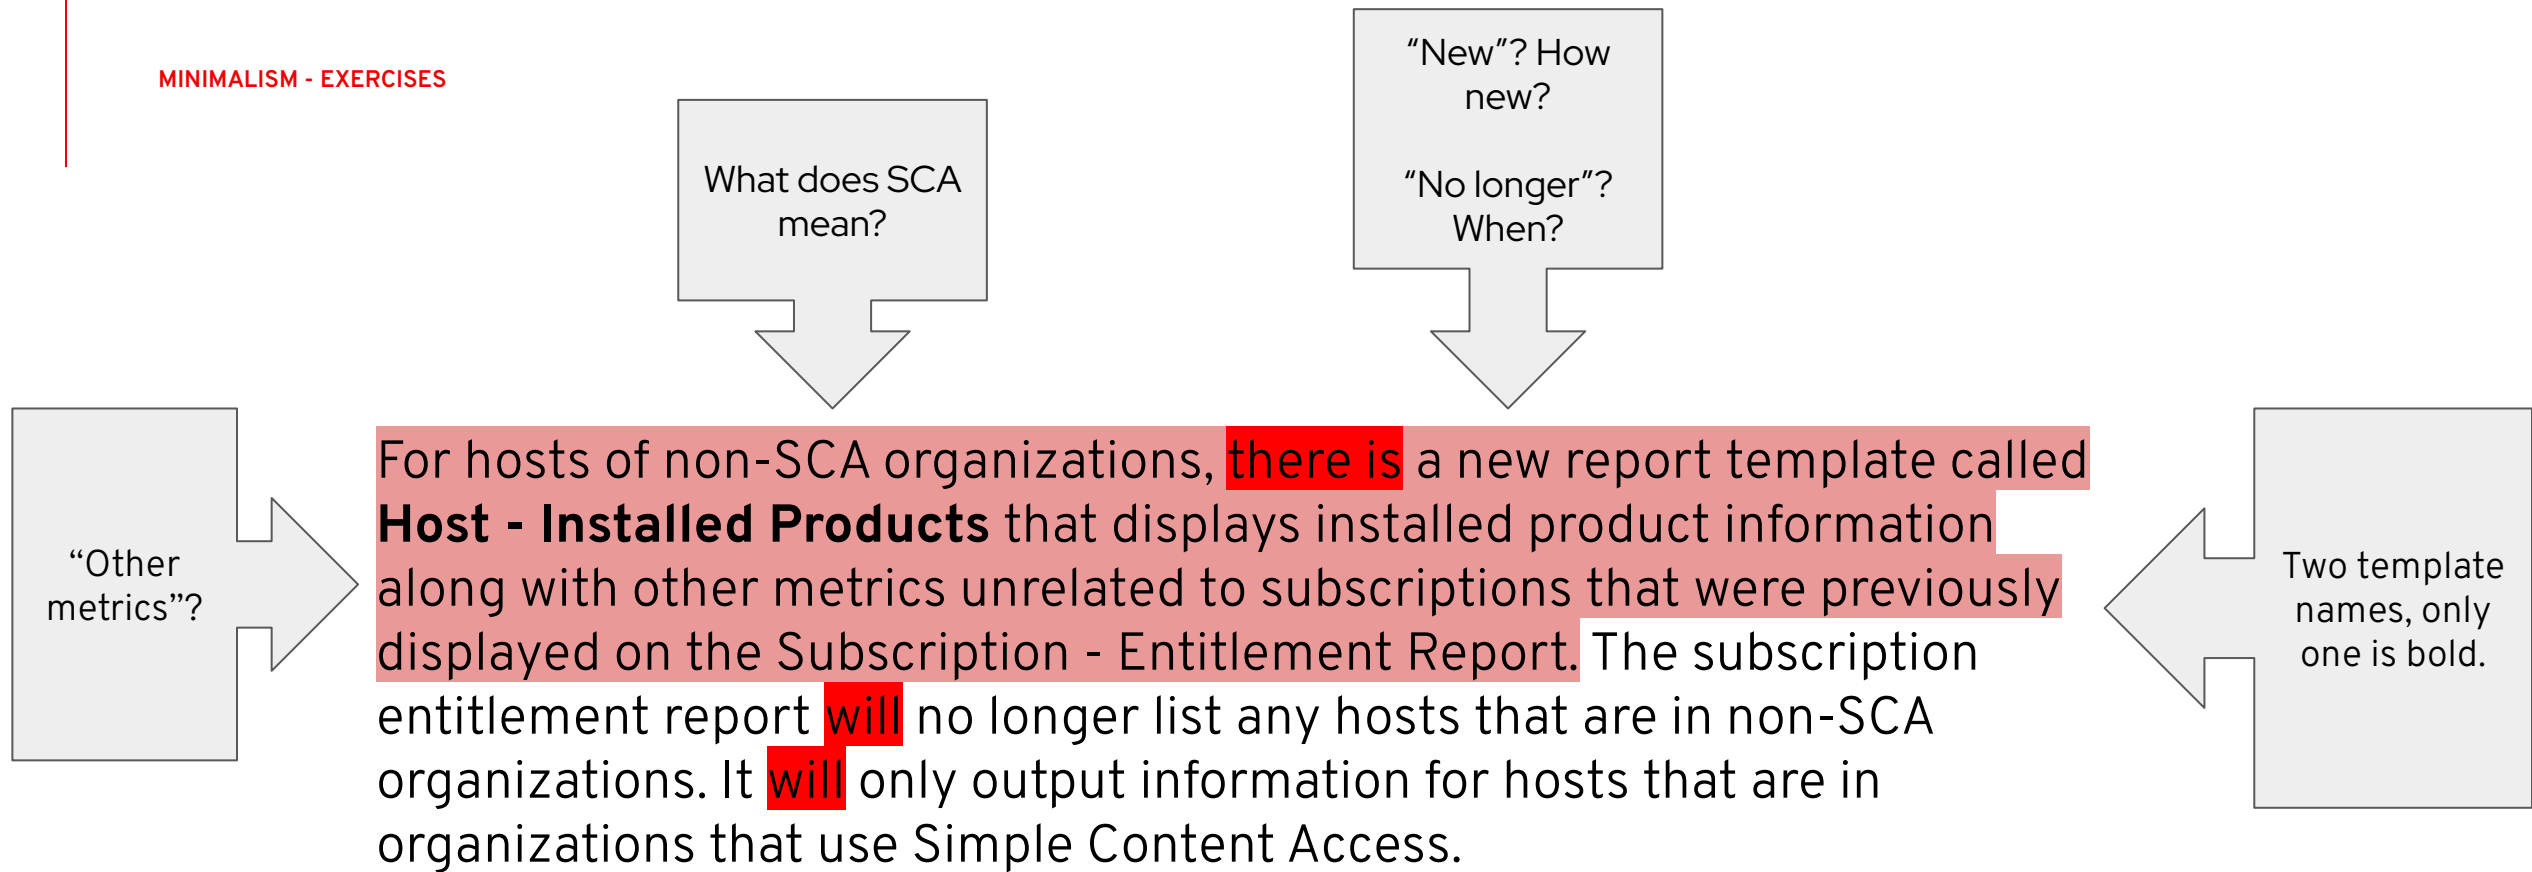 MINIMALISM - EXERCISES
“New”? How
new?
“No longer”?
When?
What does SCA
mean?
“Other
metrics”?
For hosts of non-SCA organizations, there is a new report template called
Host - Installed Products that displays installed product information
along with other metrics unrelated to subscriptions that were previously
displayed on the Subscription - Entitlement Report. The subscription
entitlement report will no longer list any hosts that are in non-SCA
organizations. It will only output information for hosts that are in
organizations that use Simple Content Access.
Two template
names, only
one is bold.